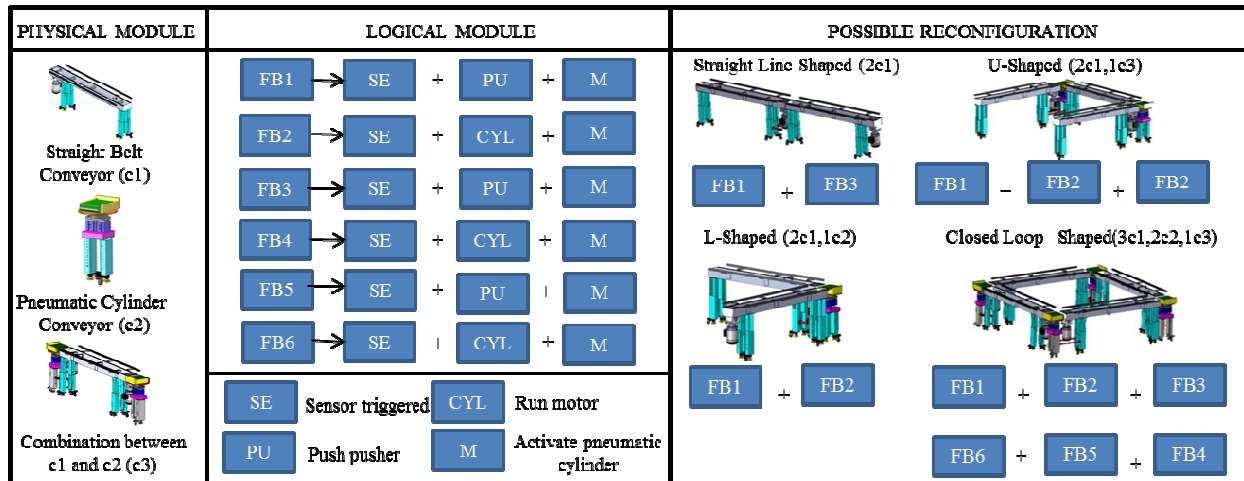 PHYSICAL MODULE
LOGICAL MODULE
POSSIBLE RECONFIGURATION
Straight Belt
Conveyor (c1)
Pneumatic Cylinder
Conveyor (c2)
Combination between
c1 and c2 (c3)
FB1 SE + PU + M
FB2 SE + CYL + M
FB3 SE + PU + M
FB4 SE + CYL + M
FB5 SE + PU + M
FB6 SE + CYL + M
SE Sensor triggered CYL Run motor
PU Push pusher M Activate pneumatic
cylinder
Straight Line Shaped (2c1)
FB1 + FB3
U-Shaped (2c1,1c3)
FB1 – FB2 + FB2
L-Shaped (2c1,1c2)
FB1 + FB2
Closed Loop Shaped(3c1,2c2,1c3)
FB1 + FB2 + FB3
FB6 + FB5 + FB4